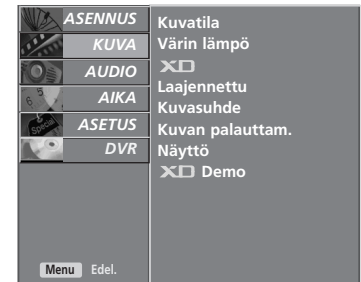 ASENNUS
KUVA
AUDIO
AIKA
ASETUS
Special
DVR
Menu Edel.
Kuvatila
Värin lämpö
XD
Laajennettu
Kuvasuhde
Kuvan palauttam.
Näyttö
XD Demo